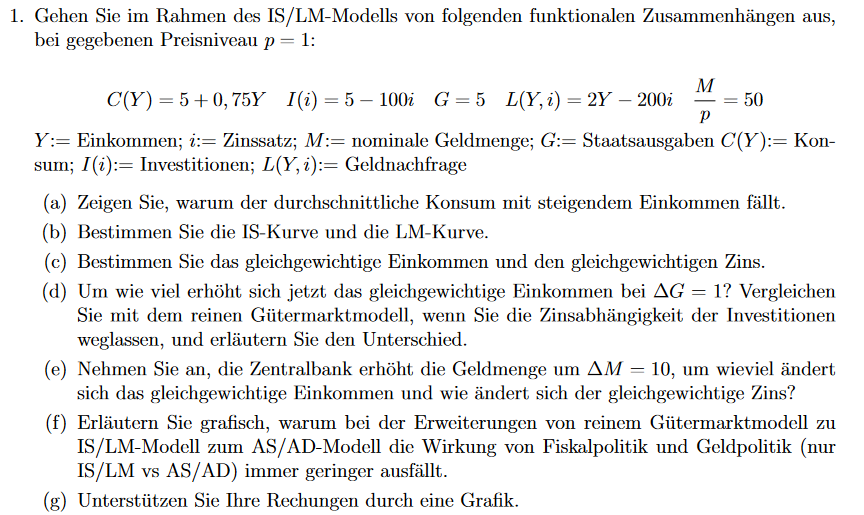 1. Gehen Sie im Rahmen des IS/LM-Modells von folgenden funktionalen Zusammenhängen aus,
bei gegebenen Preisniveau p = 1:
C(Y) = 5 + 0,75Y I(i) = 5 − 100i G = 5 L(Y,i) = 2Y − 200i M/p = 50
Y:= Einkommen; i:= Zinssatz; M:= nominale Geldmenge; G:= Staatsausgaben C(Y):= Kon-
sum; I(i):= Investitionen; L(Y,i):= Geldnachfrage
(a) Zeigen Sie, warum der durchschnittliche Konsum mit steigendem Einkommen fällt.
(b) Bestimmen Sie die IS-Kurve und die LM-Kurve.
(c) Bestimmen Sie das gleichgewichtige Einkommen und den gleichgewichtigen Zins.
(d) Um wie viel erhöht sich jetzt das gleichgewichtige Einkommen bei ΔG = 1? Vergleichen
Sie mit dem reinen Gütermarktmodell, wenn Sie die Zinsabhängigkeit der Investitionen
weglassen, und erläutern Sie den Unterschied.
(e) Nehmen Sie an, die Zentralbank erhöht die Geldmenge um ΔM = 10, um wieviel ändert
sich das gleichgewichtige Einkommen und wie ändert sich der gleichgewichtige Zins?
(f) Erläutern Sie grafisch, warum bei der Erweiterungen von reinem Gütermarktmodell zu
IS/LM-Modell zum AS/AD-Modell die Wirkung von Fiskalpolitik und Geldpolitik (nur
IS/LM vs AS/AD) immer geringer ausfällt.
(g) Unterstützen Sie Ihre Rechungen durch eine Grafik.